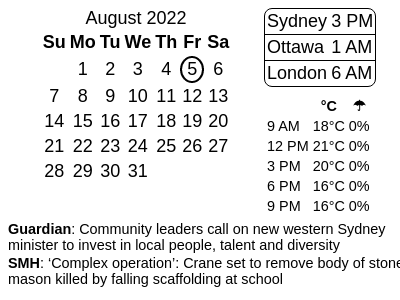 August 2022
Su Mo Tu We Th Fr Sa
1 2 3 4 5 6
7 8 9 10 11 12 13
14 15 16 17 18 19 20
21 22 23 24 25 26 27
28 29 30 31
Sydney 3 PM
Ottawa 1 AM
London 6 AM
°C ☂
9 AM 18°C 0%
12 PM 21°C 0%
3 PM 20°C 0%
6 PM 16°C 0%
9 PM 16°C 0%
Guardian: Community leaders call on new western Sydney
minister to invest in local people, talent and diversity
SMH: ‘Complex operation’: Crane set to remove body of stone
mason killed by falling scaffolding at school